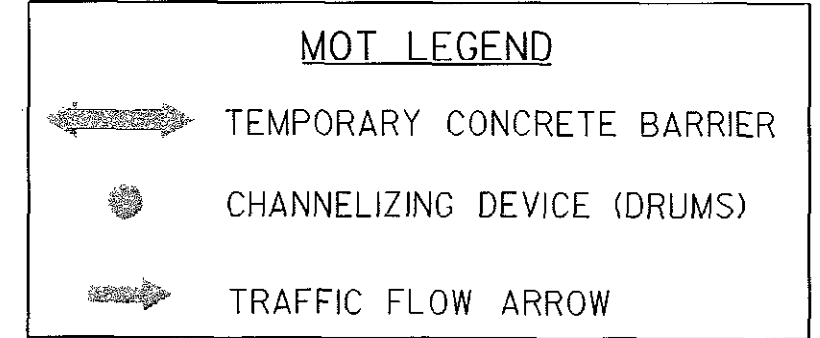 MOT LEGEND
TEMPORARY CONCRETE BARRIER
CHANNELIZING DEVICE (DRUMS)
TRAFFIC FLOW ARROW